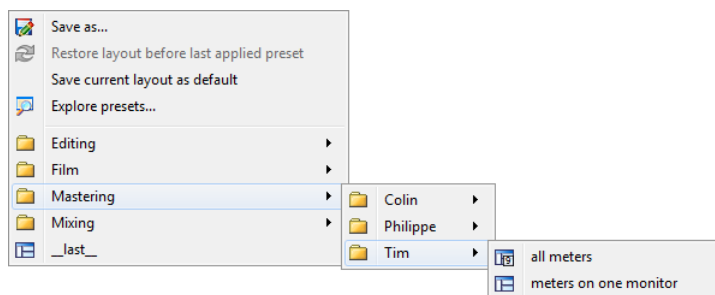 Save as...
Restore layout before last applied preset
Save current layout as default
Explore presets...
Editing
Film
Mastering
Mixing
__last__
Colin
Philippe
Tim
all meters
meters on one monitor